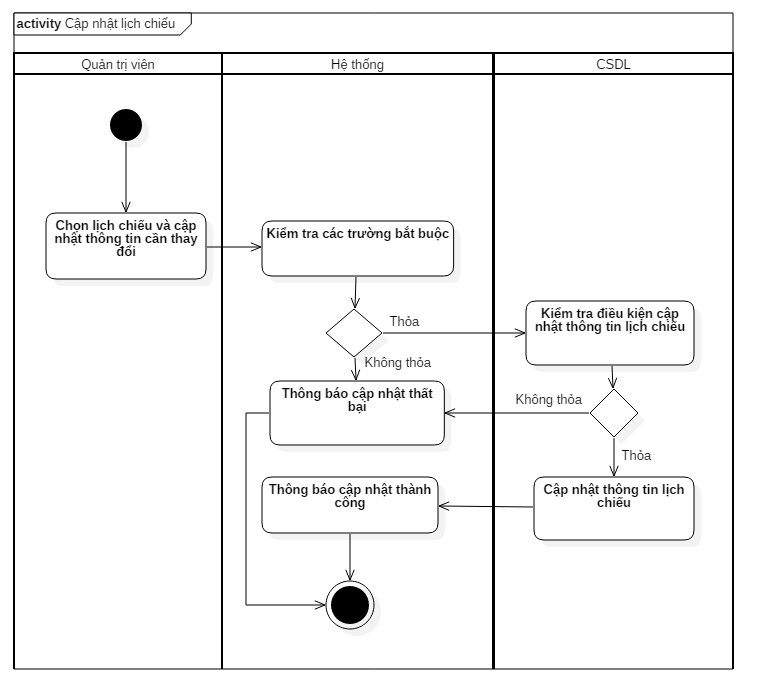 activity Cập nhật lịch chiếu
Quản trị viên
Hệ thống
CSDL
Chọn lịch chiếu và cập
nhật thông tin cần thay
đổi
Kiểm tra các trường bắt buộc
Thỏa
Kiểm tra điều kiện cập
nhật thông tin lịch chiếu
Không thỏa
Thông báo cập nhật thất
bại
Không thỏa
Thỏa
Thông báo cập nhật thành
công
Cập nhật thông tin lịch
chiếu